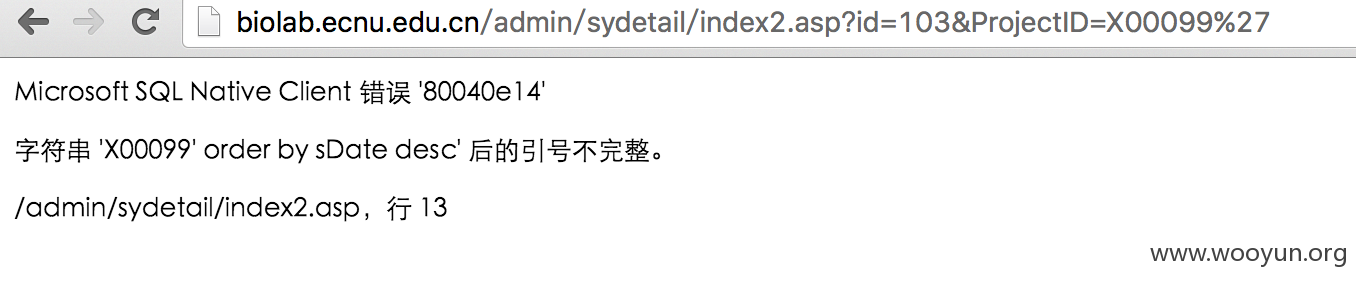 biolab.ecnu.edu.cn/admin/sydetail/index2.asp?id=103&ProjectID=X00099%27
Microsoft SQL Native Client 错误 '80040e14'
字符串 'X00099' order by sDate desc' 后的引号不完整。
/admin/sydetail/index2.asp，行 13
www.wooyun.org